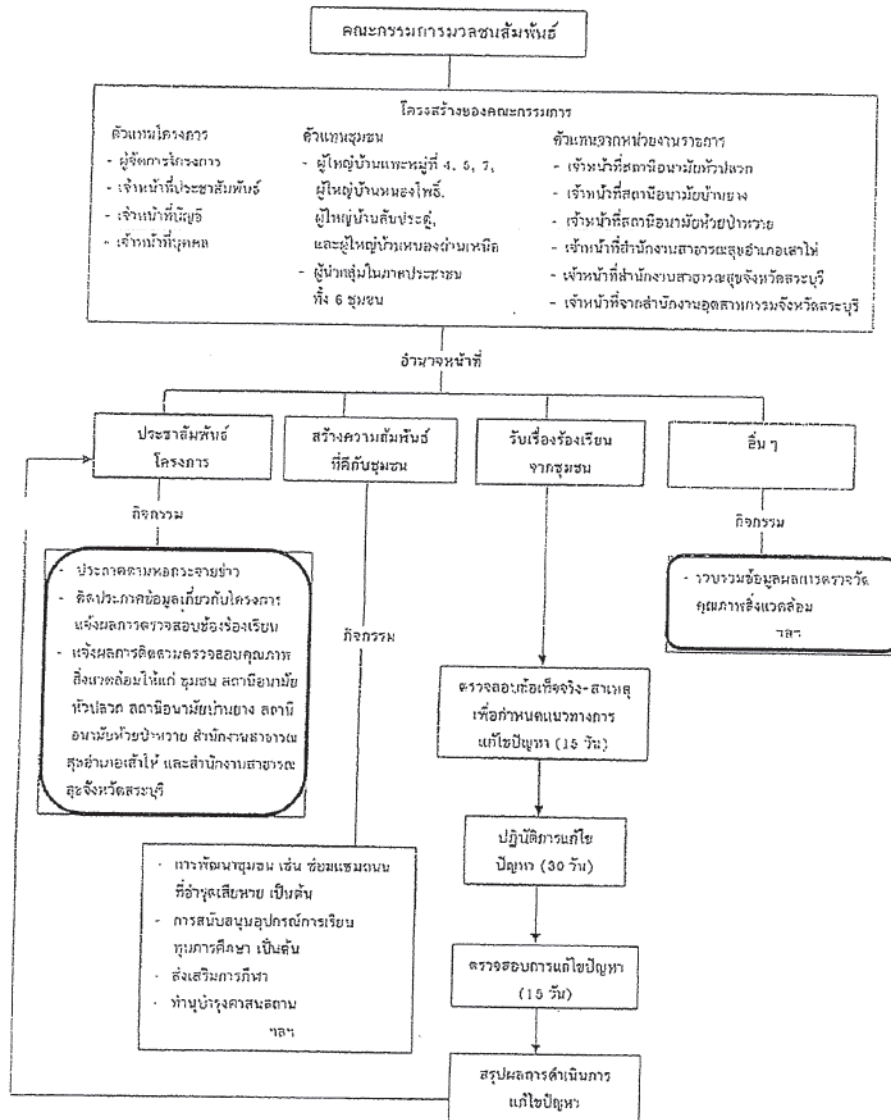 คณะกรรมการมวลชนสัมพันธ์
โครงสร้างของคณะกรรมการ
ตัวแทนโครงการ
- ผู้จัดการโครงการ
- เจ้าหน้าที่ประชาสัมพันธ์
- เจ้าหน้าที่บัญชี
- เจ้าหน้าที่บุคคล
ตัวแทนชุมชน
- ผู้ใหญ่บ้านแพะหมู่ที่ 4, 5, 7,
ผู้ใหญ่บ้านหนองโพธิ์,
ผู้ใหญ่บ้านสันประดู่,
และผู้ใหญ่บ้านหนองผ่านเหนือ
- ผู้นำกลุ่มในภาคประชาชน
ทั้ง 6 ชุมชน
ตัวแทนจากหน่วยงานราชการ
- เจ้าหน้าที่สถานีอนามัยหัวปลวก
- เจ้าหน้าที่สถานีอนามัยบ้านยาง
- เจ้าหน้าที่สถานีอนามัยห้วยป่าหวาย
- เจ้าหน้าที่สำนักงานสาธารณสุขอำเภอเสาไห้
- เจ้าหน้าที่สำนักงานสาธารณสุขจังหวัดสระบุรี
- เจ้าหน้าที่จากสำนักงานอุตสาหกรรมจังหวัดสระบุรี
อำนาจหน้าที่
ประชาสัมพันธ์
โครงการ
สร้างความสัมพันธ์
ที่ดีกับชุมชน
รับเรื่องร้องเรียน
จากชุมชน
อื่น ๆ
กิจกรรม
- ประกาศตามหอกระจายข่าว
- ติดประกาศข้อมูลเกี่ยวกับโครงการ
แจ้งผลการตรวจสอบข้อร้องเรียน
- แจ้งผลการติดตามตรวจสอบคุณภาพ
สิ่งแวดล้อมให้แก่ ชุมชน สถานีอนามัย
หัวปลวก สถานีอนามัยบ้านยาง สถานี
อนามัยห้วยป่าหวาย สำนักงานสาธารณ
สุขอำเภอเสาไห้ และสำนักงานสาธารณ
สุขจังหวัดสระบุรี
กิจกรรม
- การพัฒนาชุมชน เช่น ซ่อมแซมถนน
ที่ชำรุดเสียหาย เป็นต้น
- การสนับสนุนอุปกรณ์การเรียน
ทุนการศึกษา เป็นต้น
- ส่งเสริมการกีฬา
- ทำนุบำรุงศาสนสถาน
ฯลฯ
ตรวจสอบข้อเท็จจริง-สาเหตุ
เพื่อกำหนดแนวทางการ
แก้ไขปัญหา (15 วัน)
ปฏิบัติการแก้ไข
ปัญหา (30 วัน)
ตรวจสอบการแก้ไขปัญหา
(15 วัน)
สรุปผลการดำเนินการ
แก้ไขปัญหา
กิจกรรม
- รวบรวมข้อมูลผลการตรวจวัด
คุณภาพสิ่งแวดล้อม
ฯลฯ